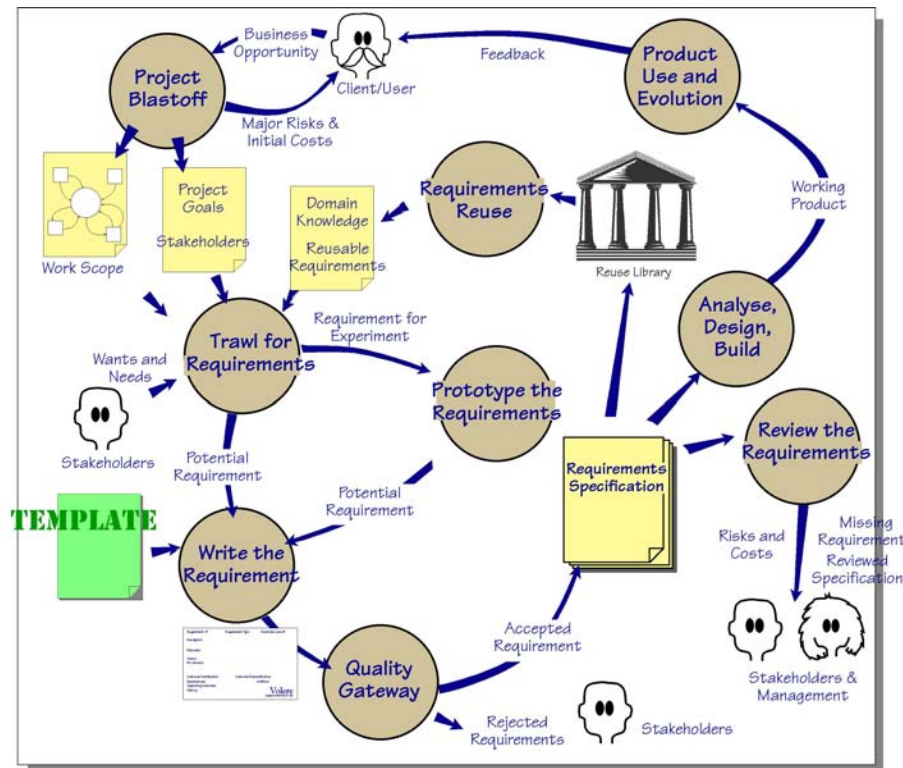 Business
Opportunity
Project
Blastoff
Client/User
Feedback
Product
Use and
Evolution
Major Risks &
Initial Costs
Work Scope
Project
Goals
Stakeholders
Domain
Knowledge
Reusable
Requirements
Requirements
Reuse
Reuse Library
Working
Product
Trawl for
Requirements
Requirement for
Experiment
Analyse,
Design,
Build
Wants and
Needs
Stakeholders
Prototype the
Requirements
Review the
Requirements
Potential
Requirement
Potential
Requirement
Requirements
Specification
TEMPLATE
Write the
Requirement
Risks and
Costs
Missing
Requirement
Reviewed
Specification
Accepted
Requirement
Volere
Quality
Gateway
Stakeholders &
Management
Rejected
Requirements
Stakeholders